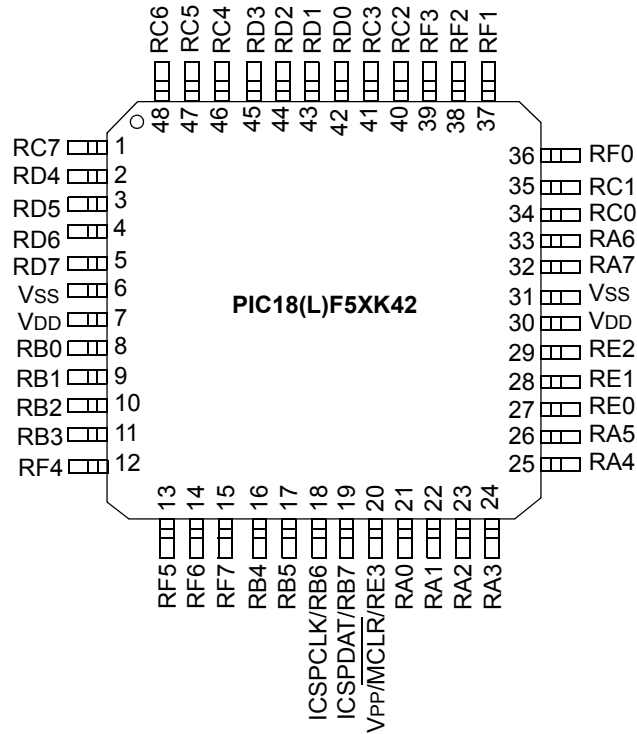 RC6
RC5
RC4
RD3
RD2
RD1
RD0
RC3
RC2
RF3
RF2
RF1
48
47
46
45
44
43
42
41
40
39
38
37
RC7 1
RD4 2
RD5 3
RD6 4
RD7 5
VSS 6
VDD 7
RB0 8
RB1 9
RB2 10
RB3 11
RF4 12
PIC18(L)F5XK42
36 RF0
35 RC1
34 RC0
33 RA6
32 RA7
31 VSS
30 VDD
29 RE2
28 RE1
27 RE0
26 RA5
25 RA4
13
14
15
16
17
18
19
20
21
22
23
24
RF5
RF6
RF7
RB4
RB5
ICSPCLK/RB6
ICSPDAT/RB7
VPP/MCLR/RE3
RA0
RA1
RA2
RA3